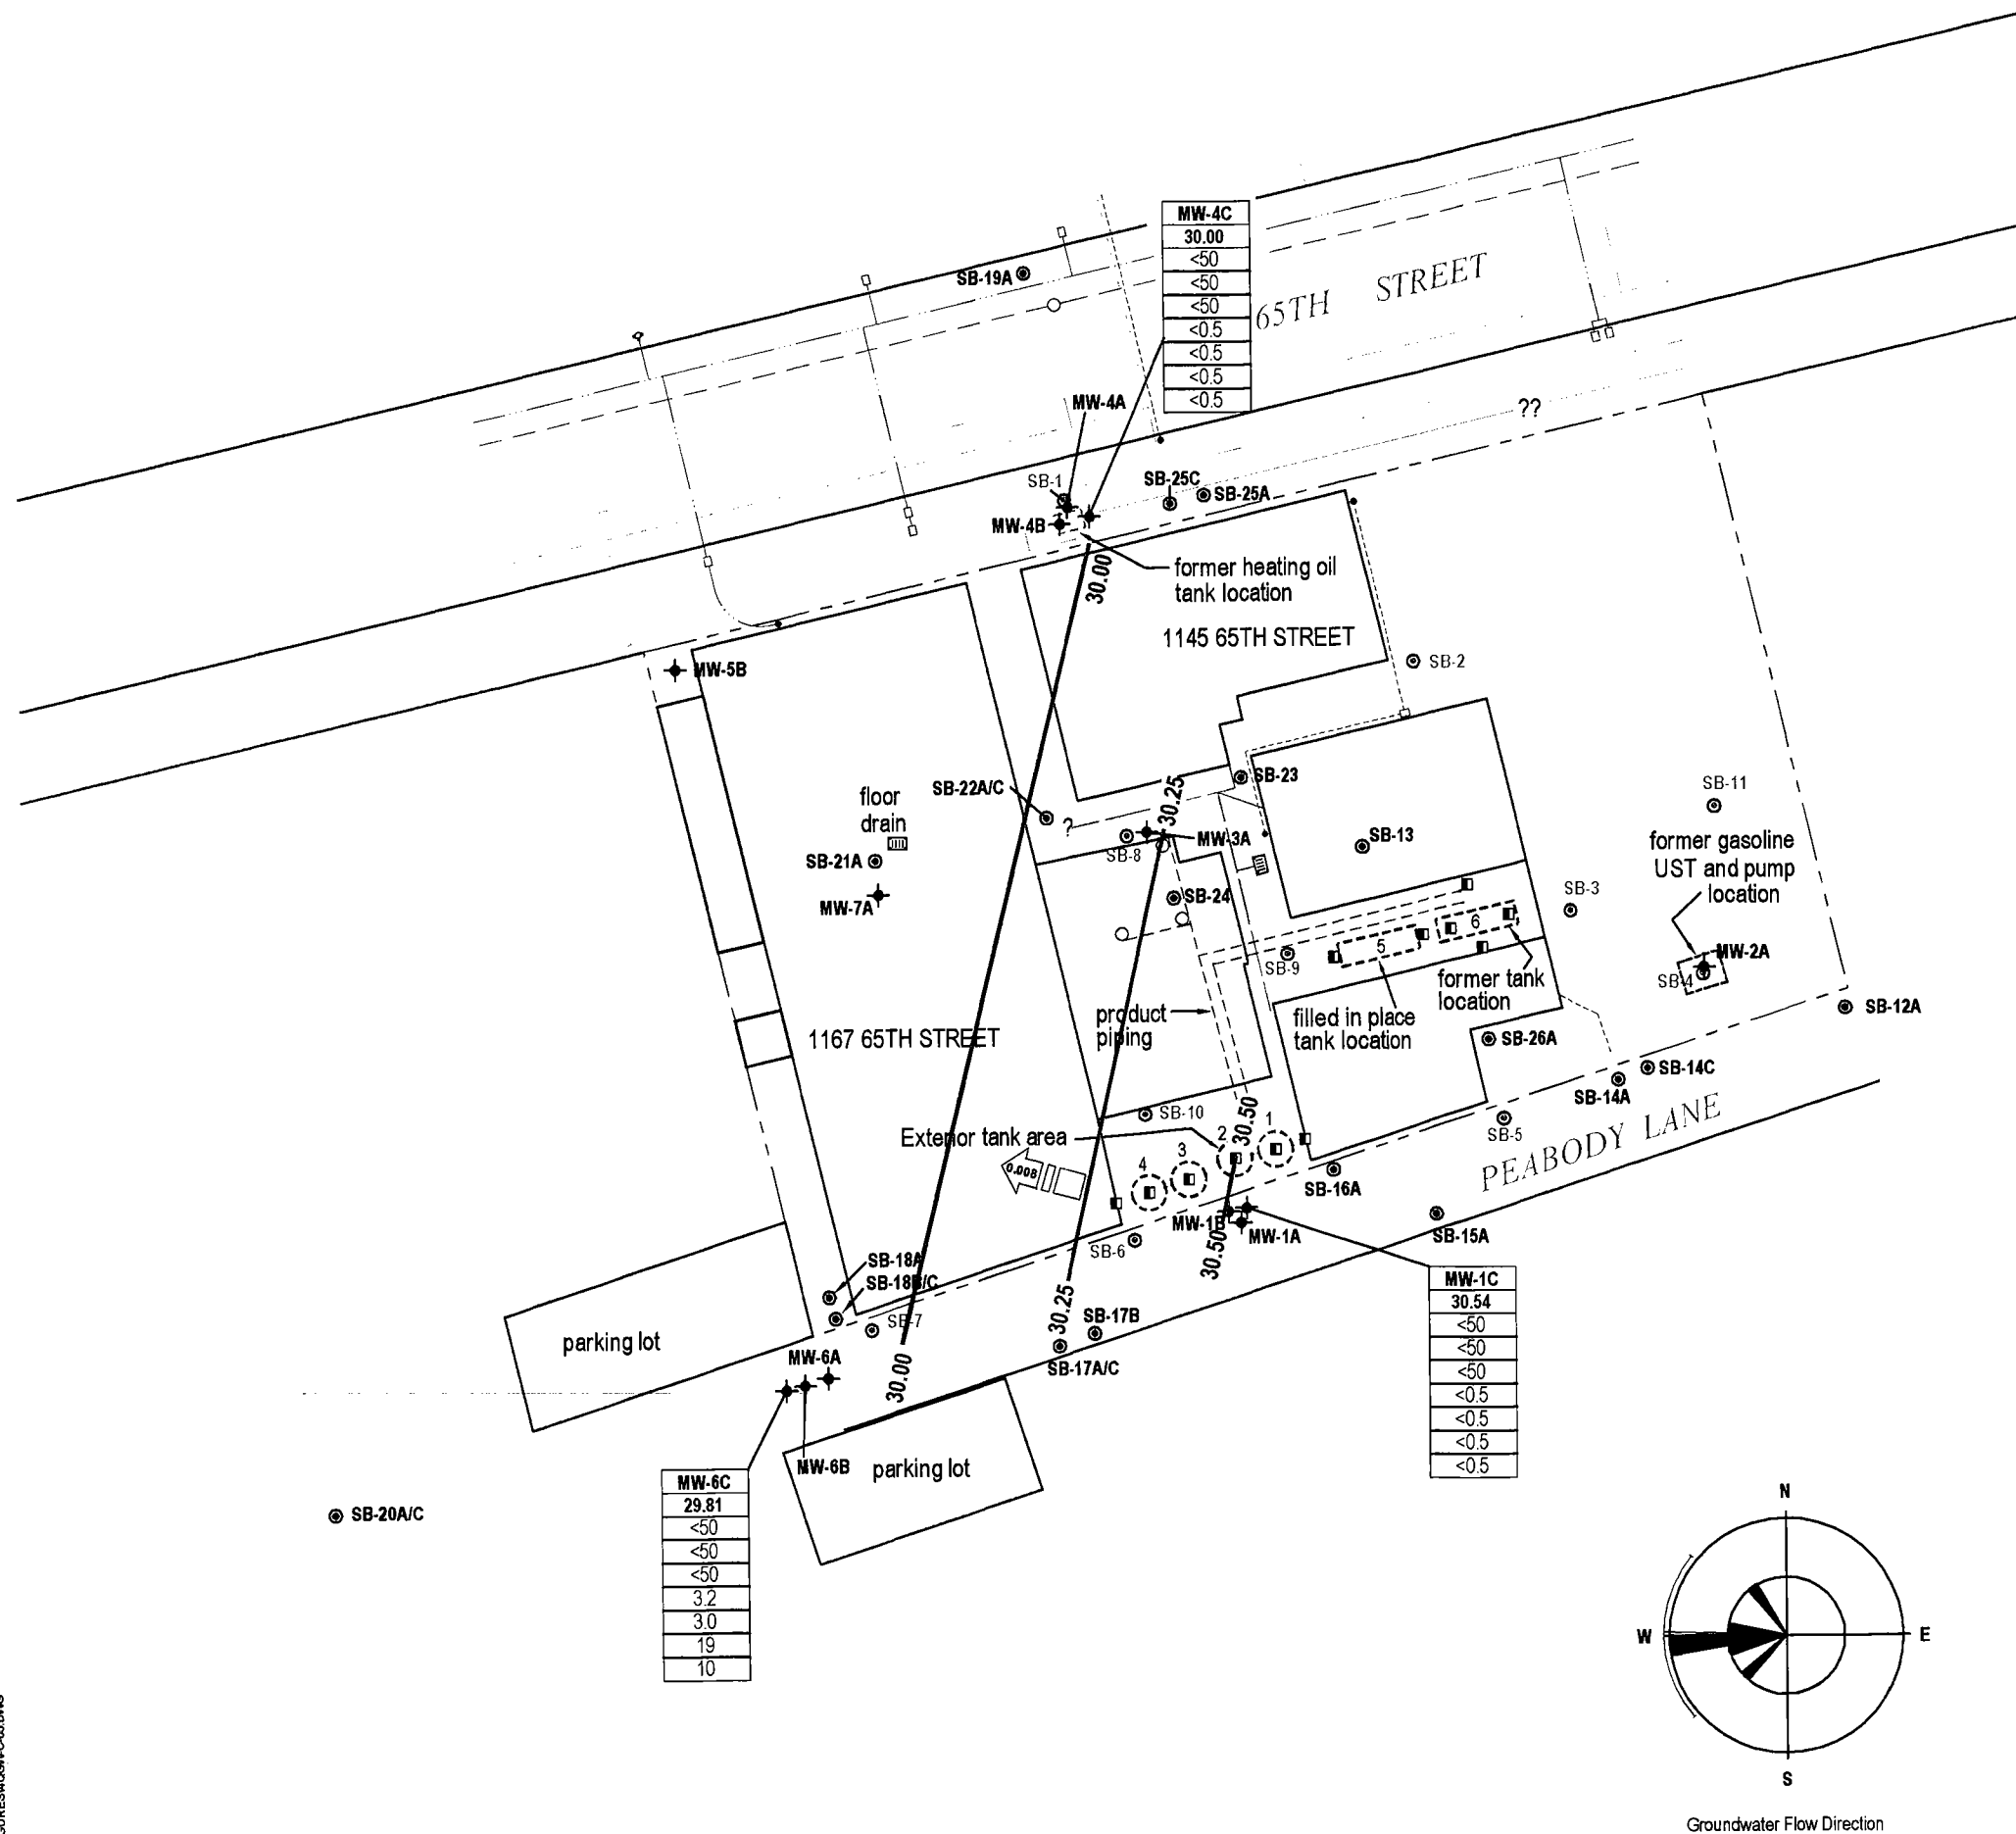 MW-4C
30.00
<50
<50
<50
<0.5
<0.5
<0.5
<0.5
65TH STREET
SB-19A
MW-4A
??
SB-1
SB-25C
SB-25A
MW-4B
30.00
former heating oil
tank location
1145 65TH STREET
SB-2
MW-5B
SB-22A/C
floor
drain
SB-23
30.25
SB-11
?
MW-3A
SB-8
SB-13
SB-21A
former gasoline
UST and pump
location
MW-7A
SB-24
SB-3
6
5
SB-9
MW-2A
SB-4
former tank
location
SB-12A
product
piping
filled in place
tank location
1167 65TH STREET
SB-26A
SB-14C
SB-14A
PEABODY LANE
SB-10
30.50
1
2
3
4
Exterior tank area
SB-5
0.008
SB-16A
MW-1B
MW-1A
SB-15A
SB-6
30.50
SB-18A
SB-18B/C
MW-1C
30.54
<50
<50
<50
<0.5
<0.5
<0.5
<0.5
SB-7
30.25
SB-17B
SB-17A/C
parking lot
MW-6A
30.00
MW-6B
parking lot
MW-6C
29.81
<50
<50
<50
3.2
3.0
19
10
SB-20A/C
N
W
E
S
Groundwater Flow Direction